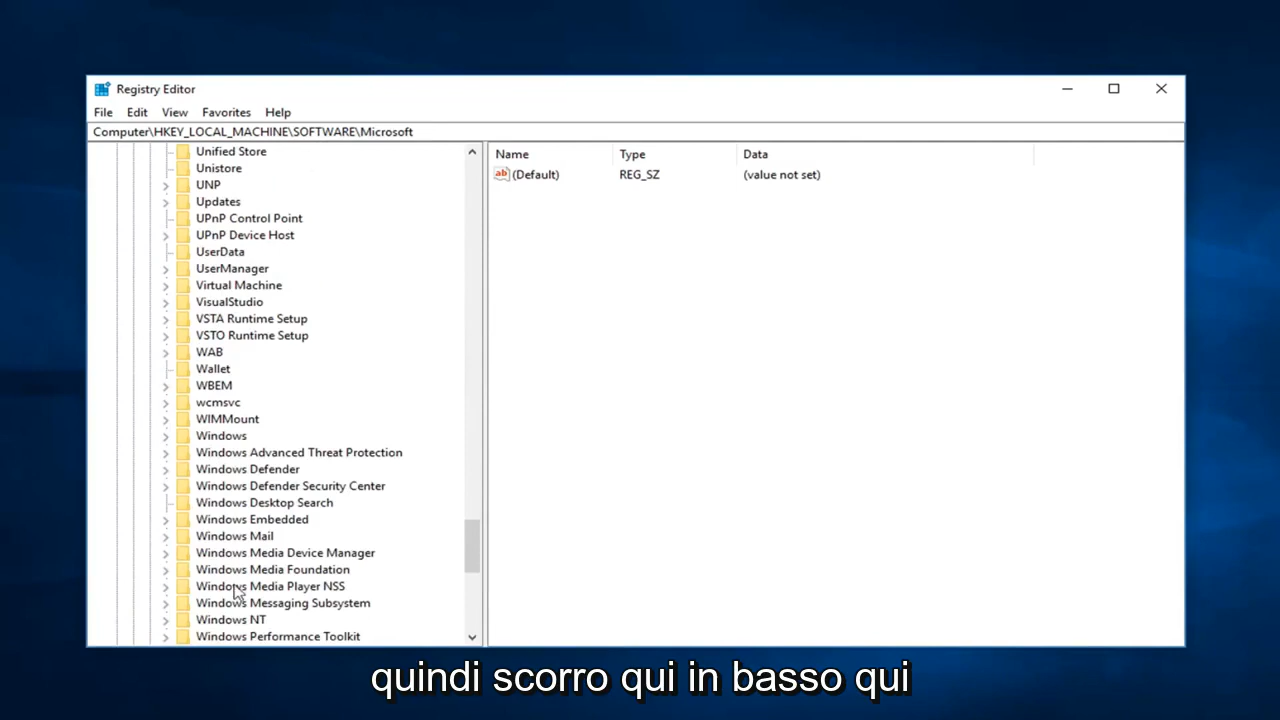 Registry Editor
File Edit View Favorites Help
Computer\HKEY_LOCAL_MACHINE\SOFTWARE\Microsoft
Name Type Data
ab (Default) REG_SZ (value not set)
Unified Store
Unistore
UNP
Updates
UPnP Control Point
UPnP Device Host
UserData
UserManager
Virtual Machine
VisualStudio
VSTA Runtime Setup
VSTO Runtime Setup
WAB
Wallet
WBEM
wcmsvc
WIMMount
Windows
Windows Advanced Threat Protection
Windows Defender
Windows Defender Security Center
Windows Desktop Search
Windows Embedded
Windows Mail
Windows Media Device Manager
Windows Media Foundation
Windows Media Player NSS
Windows Messaging Subsystem
Windows NT
Windows Performance Toolkit
quindi scorro qui in basso qui